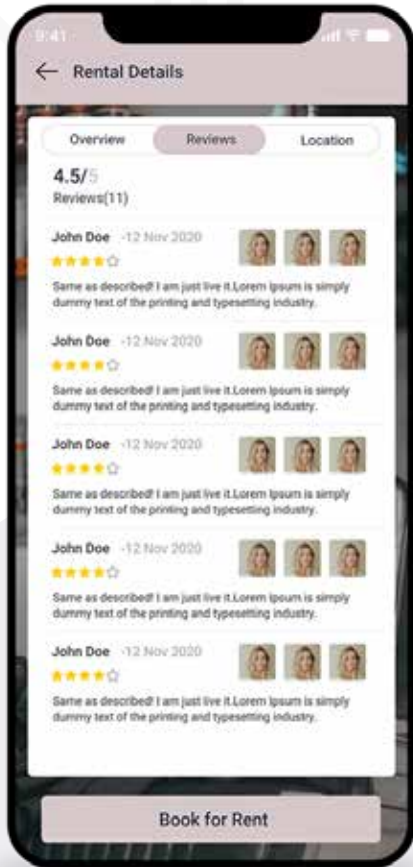 9:41
Rental Details
Overview Reviews Location
4.5/5
Reviews(11)
John Doe -12 Nov 2020
Same as described! I am just live it.Lorem Ipsum is simply
dummy text of the printing and typesetting industry.
John Doe -12 Nov 2020
Same as described! I am just live it.Lorem Ipsum is simply
dummy text of the printing and typesetting industry.
John Doe -12 Nov 2020
Same as described! I am just live it.Lorem Ipsum is simply
dummy text of the printing and typesetting industry.
John Doe -12 Nov 2020
Same as described! I am just live it.Lorem Ipsum is simply
dummy text of the printing and typesetting industry.
John Doe -12 Nov 2020
Same as described! I am just live it.Lorem Ipsum is simply
dummy text of the printing and typesetting industry.
Book for Rent